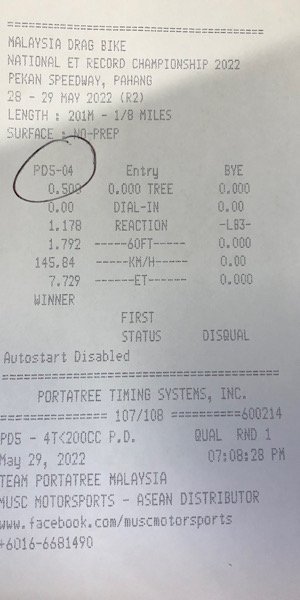 =====================================
MALAYSIA DRAG BIKE
NATIONAL ET RECORD CHAMPIONSHIP 2022
PEKAN SPEEDWAY, PAHANG
28 - 29 MAY 2022 (R2)
LENGTH : 201M - 1/8 MILES
SURFACE : NO-PREP
PD5-04 Entry BYE
0.508 0.000 TREE 0.000
0.00 DIAL-IN 0.00
1.178 REACTION -LB3-
1.792 ------60FT------ 0.000
145.84 ------KM/H------ 0.00
7.729 -------ET------- 0.000
WINNER
FIRST
STATUS DISQUAL
Autostart Disabled
=====================================
PORTATREE TIMING SYSTEMS, INC.
============== 107/108 ==========600214
PD5 - 4T<200CC P.D. QUAL RND 1
May 29, 2022 07:08:28 PM
TEAM PORTATREE MALAYSIA
MUSC MOTORSPORTS - ASEAN DISTRIBUTOR
www.facebook.com/muscmotorsports
+6016-6681490